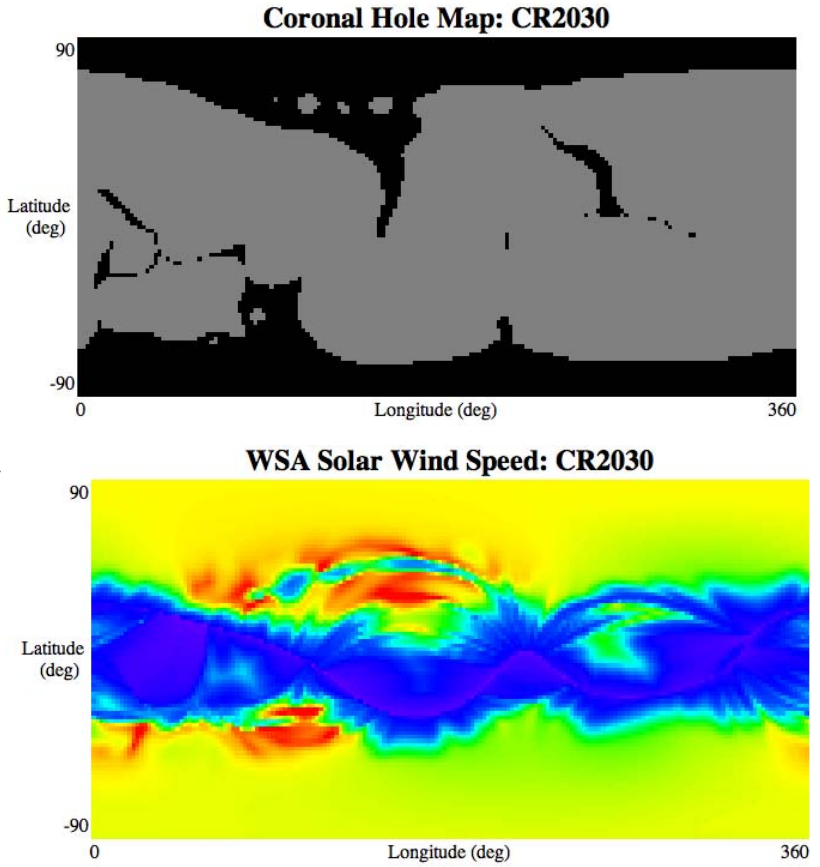 Coronal Hole Map: CR2030
90
Latitude
(deg)
-90
0
Longitude (deg)
360
WSA Solar Wind Speed: CR2030
90
Latitude
(deg)
-90
0
Longitude (deg)
360